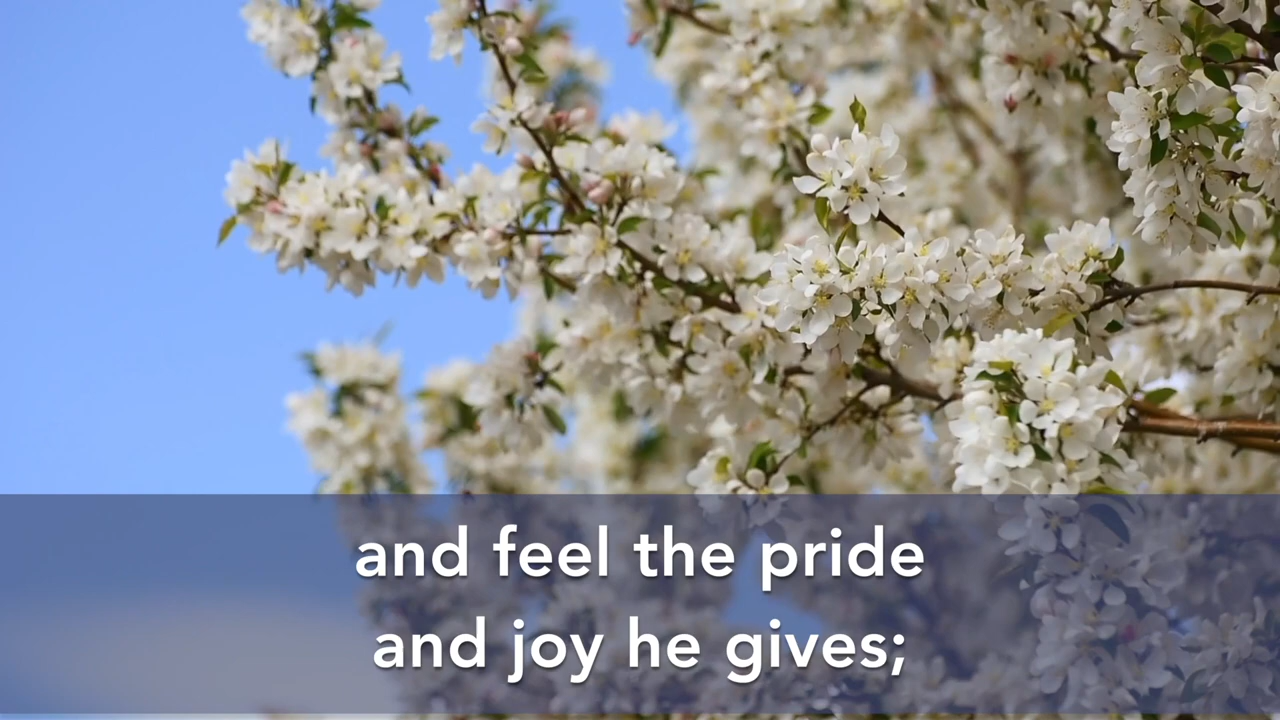 and feel the pride
and joy he gives;